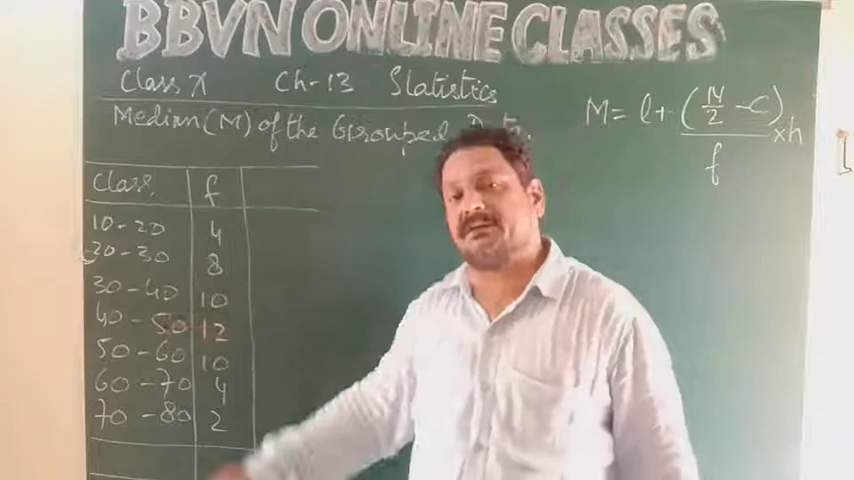 BBVN ONLINE CLASSES
Class X Ch-13 Statistics
Median (M) of the Grouped Data.
M = l + (N/2 - C)/f × h
Class f
10-20 4
20-30 8
30-40 10
40-50 12
50-60 10
60-70 4
70-80 2